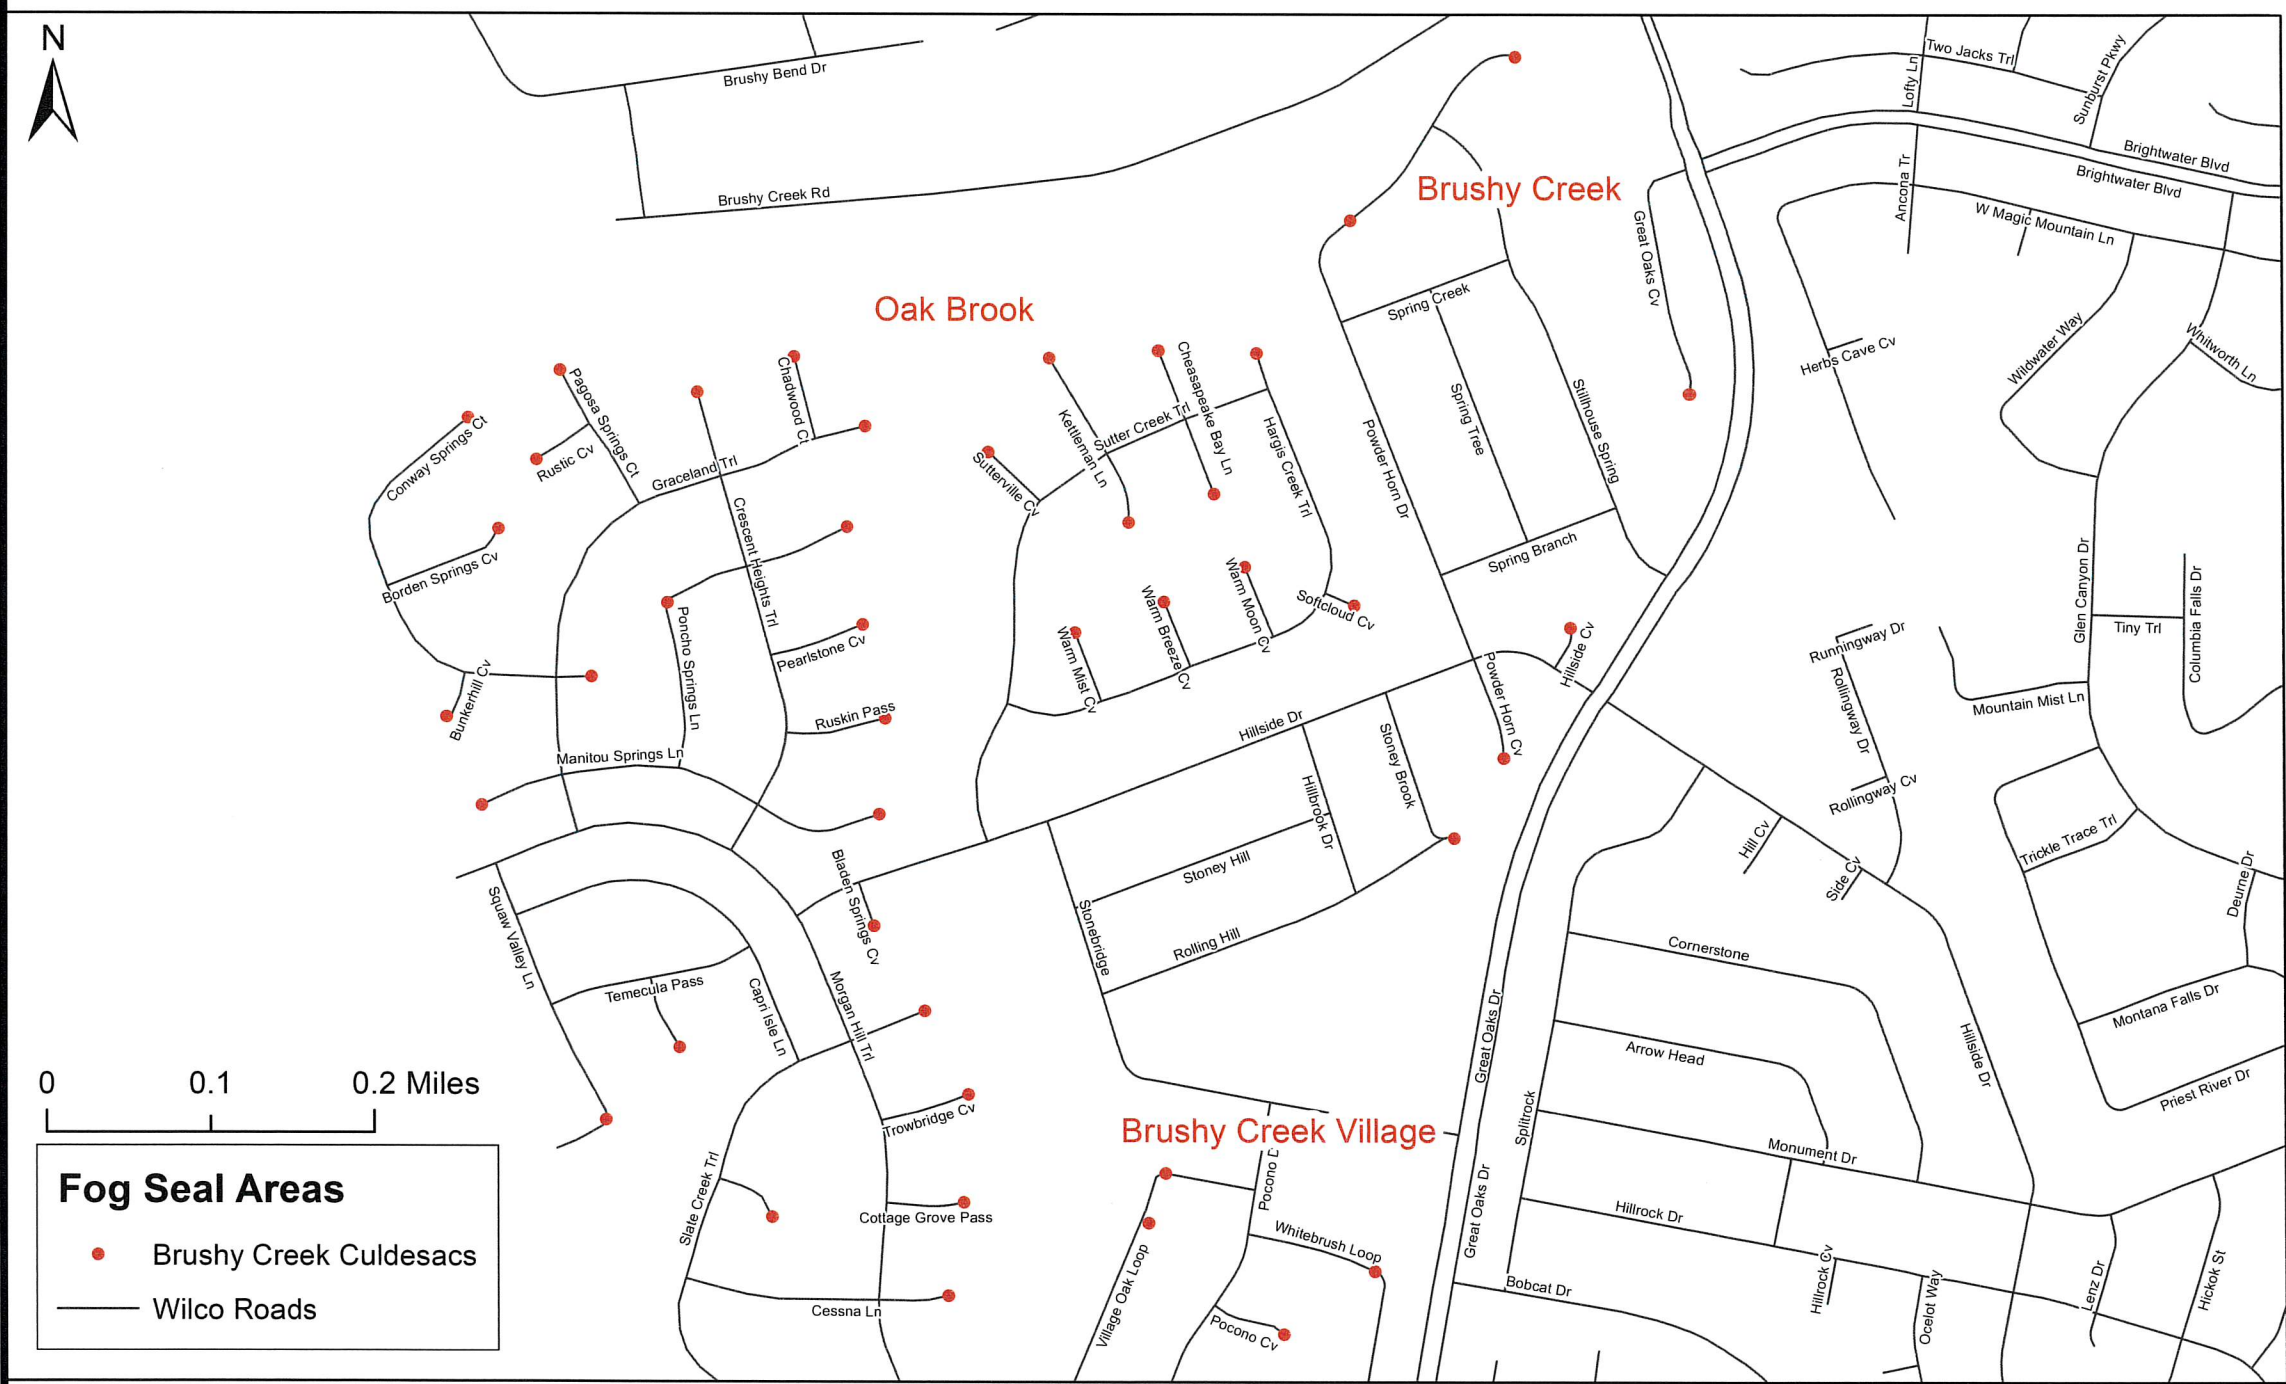 N
Brushy Bend Dr
Brushy Creek Rd
Two Jacks Trl
Lofty Ln
Sunburst Pkwy
Brightwater Blvd
Brightwater Blvd
Ancona Tr
W Magic Mountain Ln
Brushy Creek
Great Oaks Cv
Oak Brook
Spring Creek
Herbs Cave Cv
Wildwater Way
Whitworth Ln
Pagosa Springs Ct
Chadwood Ct
Conway Springs Ct
Rustic Cv
Graceland Trl
Kettleman Ln
Sutter Creek Trl
Cheasapeake Bay Ln
Hargis Creek Trl
Sutterville Cv
Powder Horn Dr
Spring Tree
Stillhouse Spring
Crescent Heights Trl
Borden Springs Cv
Spring Branch
Glen Canyon Dr
Columbia Falls Dr
Tiny Trl
Poncho Springs Ln
Pearlstone Cv
Warm Mist Cv
Warm Breeze Cv
Warm Moon Cv
Softcloud Cv
Hillside Cv
Powder Horn Cv
Runningway Dr
Rollingway Dr
Mountain Mist Ln
Bunkerhill Cv
Ruskin Pass
Manitou Springs Ln
Hillside Dr
Stoney Brook
Hillbrook Dr
Rollingway Cv
Hill Cv
Side Cv
Trickle Trace Trl
Deurne Dr
Bladen Springs Cv
Stoney Hill
Stonebridge
Rolling Hill
Squaw Valley Ln
Temecula Pass
Capri Isle Ln
Morgan Hill Trl
Cornerstone
Great Oaks Dr
Arrow Head
Hillside Dr
Montana Falls Dr
Priest River Dr
0 0.1 0.2 Miles
Trowbridge Cv
Brushy Creek Village
Splitrock
Monument Dr
Fog Seal Areas
Brushy Creek Culdesacs
Wilco Roads
Slate Creek Trl
Cottage Grove Pass
Cessna Ln
Pocono D
Whitebrush Loop
Village Oak Loop
Pocono Cv
Great Oaks Dr
Hillrock Dr
Bobcat Dr
Hillrock Cv
Ocelot Way
Lenz Dr
Hickok St